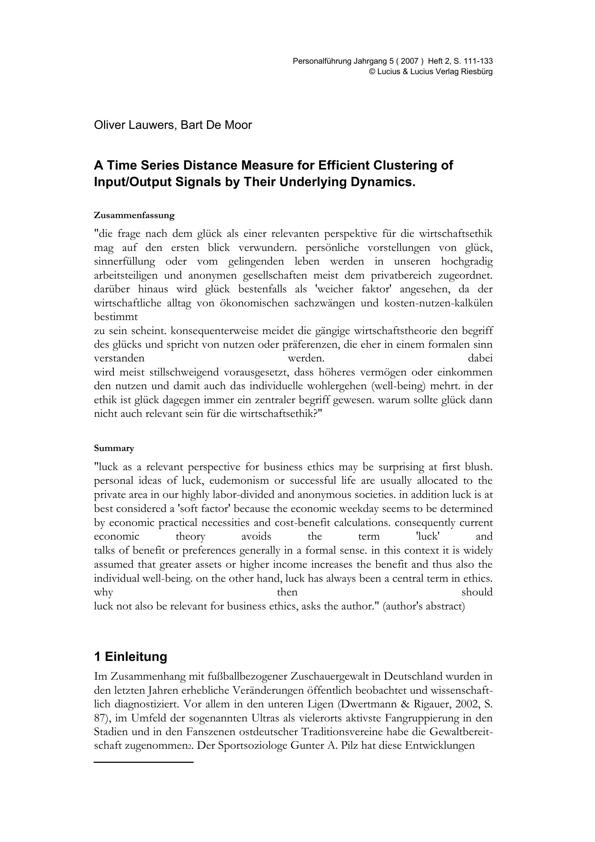 Personalführung Jahrgang 5 ( 2007 ) Heft 2, S. 111-133
© Lucius & Lucius Verlag Riesbürg
Oliver Lauwers, Bart De Moor
A Time Series Distance Measure for Efficient Clustering of
Input/Output Signals by Their Underlying Dynamics.
Zusammenfassung
"die frage nach dem glück als einer relevanten perspektive für die wirtschaftsethik
mag auf den ersten blick verwundern. persönliche vorstellungen von glück,
sinnerfüllung oder vom gelingenden leben werden in unseren hochgradig
arbeitsteiligen und anonymen gesellschaften meist dem privatbereich zugeordnet.
darüber hinaus wird glück bestenfalls als 'weicher faktor' angesehen, da der
wirtschaftliche alltag von ökonomischen sachzwängen und kosten-nutzen-kalkülen
bestimmt
zu sein scheint. konsequenterweise meidet die gängige wirtschaftstheorie den begriff
des glücks und spricht von nutzen oder präferenzen, die eher in einem formalen sinn
verstanden werden. dabei
wird meist stillschweigend vorausgesetzt, dass höheres vermögen oder einkommen
den nutzen und damit auch das individuelle wohlergehen (well-being) mehrt. in der
ethik ist glück dagegen immer ein zentraler begriff gewesen. warum sollte glück dann
nicht auch relevant sein für die wirtschaftsethik?"
Summary
"luck as a relevant perspective for business ethics may be surprising at first blush.
personal ideas of luck, eudemonism or successful life are usually allocated to the
private area in our highly labor-divided and anonymous societies. in addition luck is at
best considered a 'soft factor' because the economic weekday seems to be determined
by economic practical necessities and cost-benefit calculations. consequently current
economic theory avoids the term 'luck' and
talks of benefit or preferences generally in a formal sense. in this context it is widely
assumed that greater assets or higher income increases the benefit and thus also the
individual well-being. on the other hand, luck has always been a central term in ethics.
why then should
luck not also be relevant for business ethics, asks the author." (author's abstract)
1 Einleitung
Im Zusammenhang mit fußballbezogener Zuschauergewalt in Deutschland wurden in
den letzten Jahren erhebliche Veränderungen öffentlich beobachtet und wissenschaft-
lich diagnostiziert. Vor allem in den unteren Ligen (Dwertmann & Rigauer, 2002, S.
87), im Umfeld der sogenannten Ultras als vielerorts aktivste Fangruppierung in den
Stadien und in den Fanszenen ostdeutscher Traditionsvereine habe die Gewaltbereit-
schaft zugenommen2. Der Sportsoziologe Gunter A. Pilz hat diese Entwicklungen